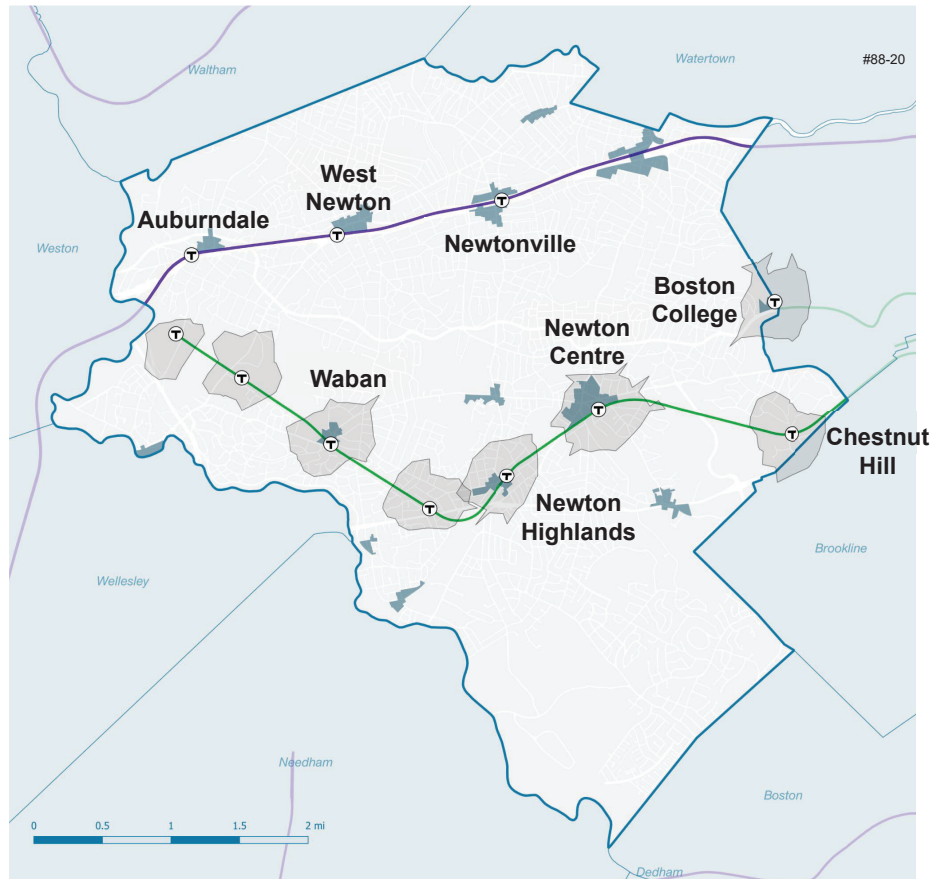 Waltham
Watertown
#88-20
West
Newton
Auburndale
Weston
Newtonville
Boston
College
Newton
Centre
Waban
Chestnut
Hill
Newton
Highlands
Brookline
Wellesley
Needham
Boston
0 0.5 1 1.5 2 mi
Dedham
T
T
T
T
T
T
T
T
T
T
T